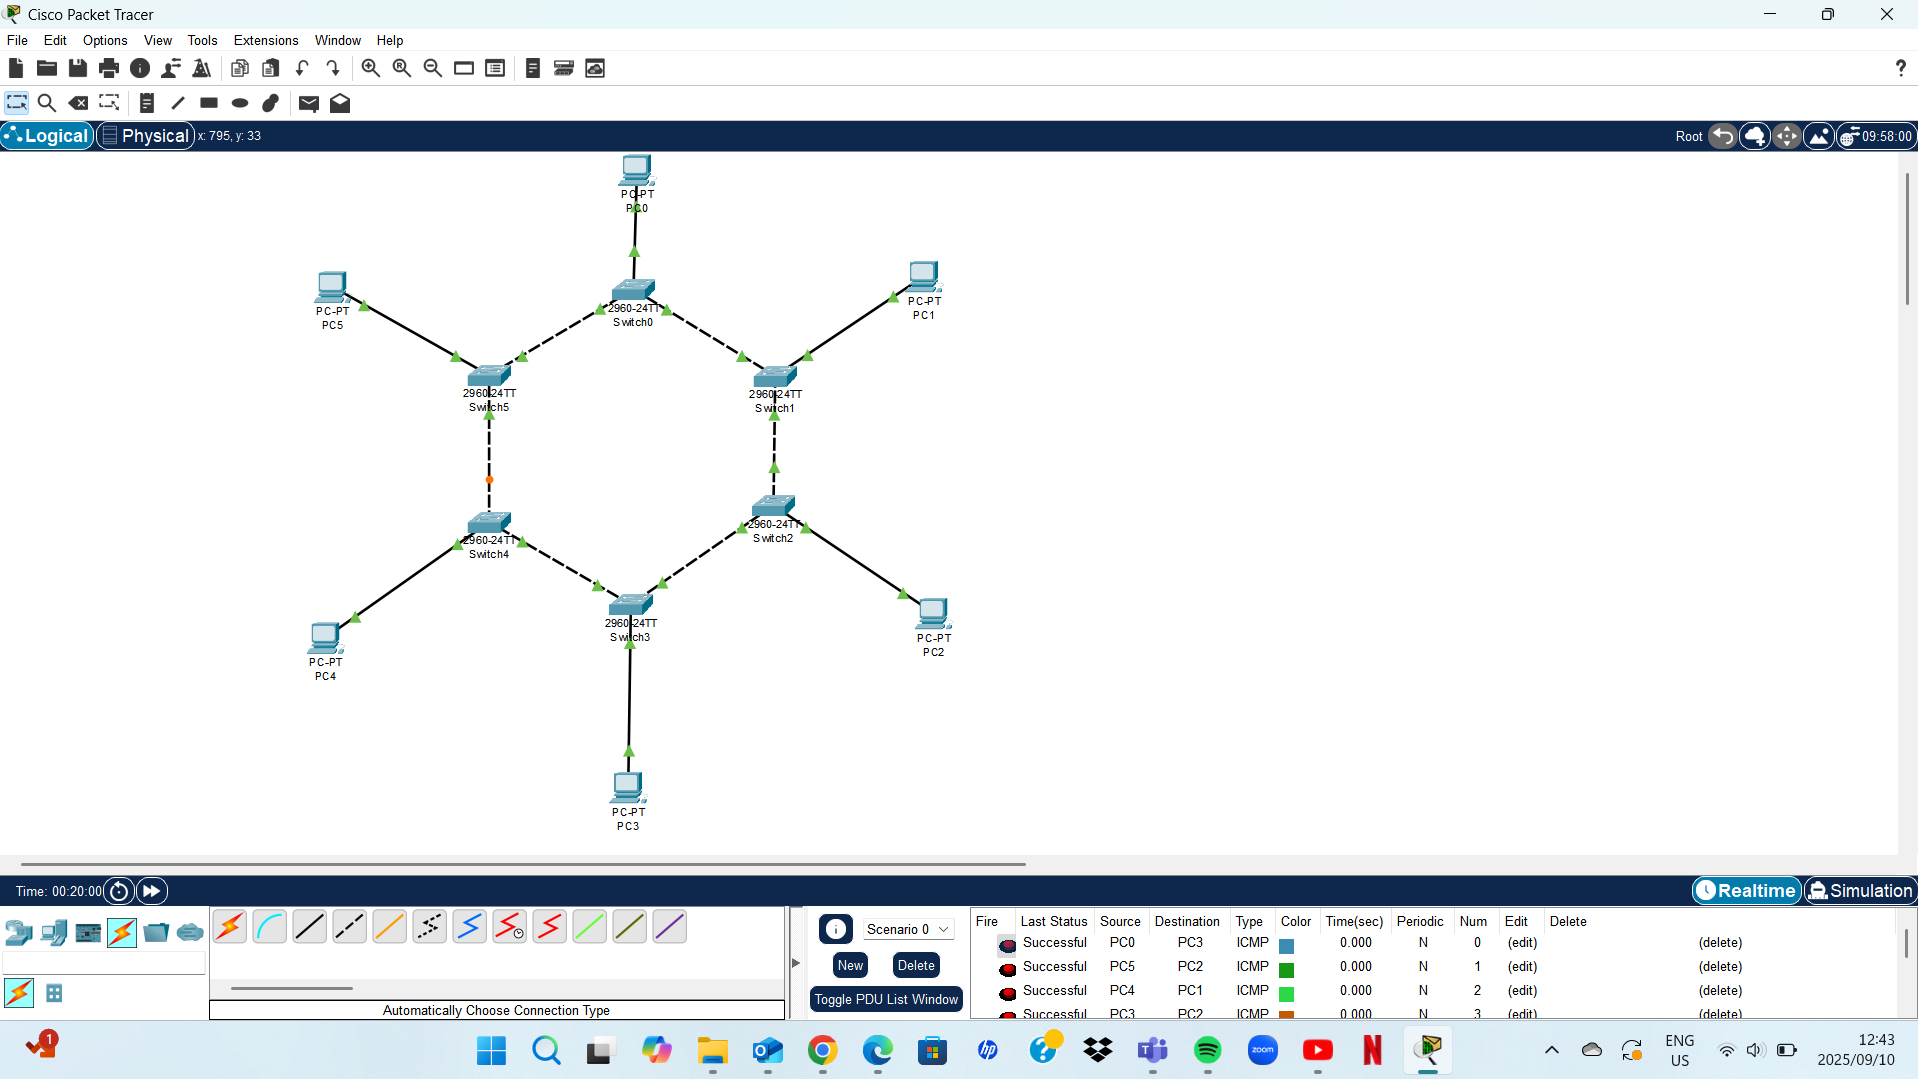 Cisco Packet Tracer
File Edit Options View Tools Extensions Window Help
?
Logical Physical x: 795, y: 33 Root 09:58:00
PC-PT
PC0
PC-PT
PC5
PC-PT
PC1
2960-24TT
Switch0
2960-24TT
Switch5
2960-24TT
Switch1
2960-24TT
Switch4
2960-24TT
Switch2
2960-24TT
Switch3
PC-PT
PC4
PC-PT
PC2
PC-PT
PC3
Time: 00:20:00 Realtime Simulation
Scenario 0
New Delete
Toggle PDU List Window
Automatically Choose Connection Type
Fire Last Status Source Destination Type Color Time(sec) Periodic Num Edit Delete
Successful PC0 PC3 ICMP 0.000 N 0 (edit) (delete)
Successful PC5 PC2 ICMP 0.000 N 1 (edit) (delete)
Successful PC4 PC1 ICMP 0.000 N 2 (edit) (delete)
Successful PC3 PC2 ICMP 0.000 N 3 (edit) (delete)
1
hp
?
zoom
N
ENG
US
12:43
2025/09/10